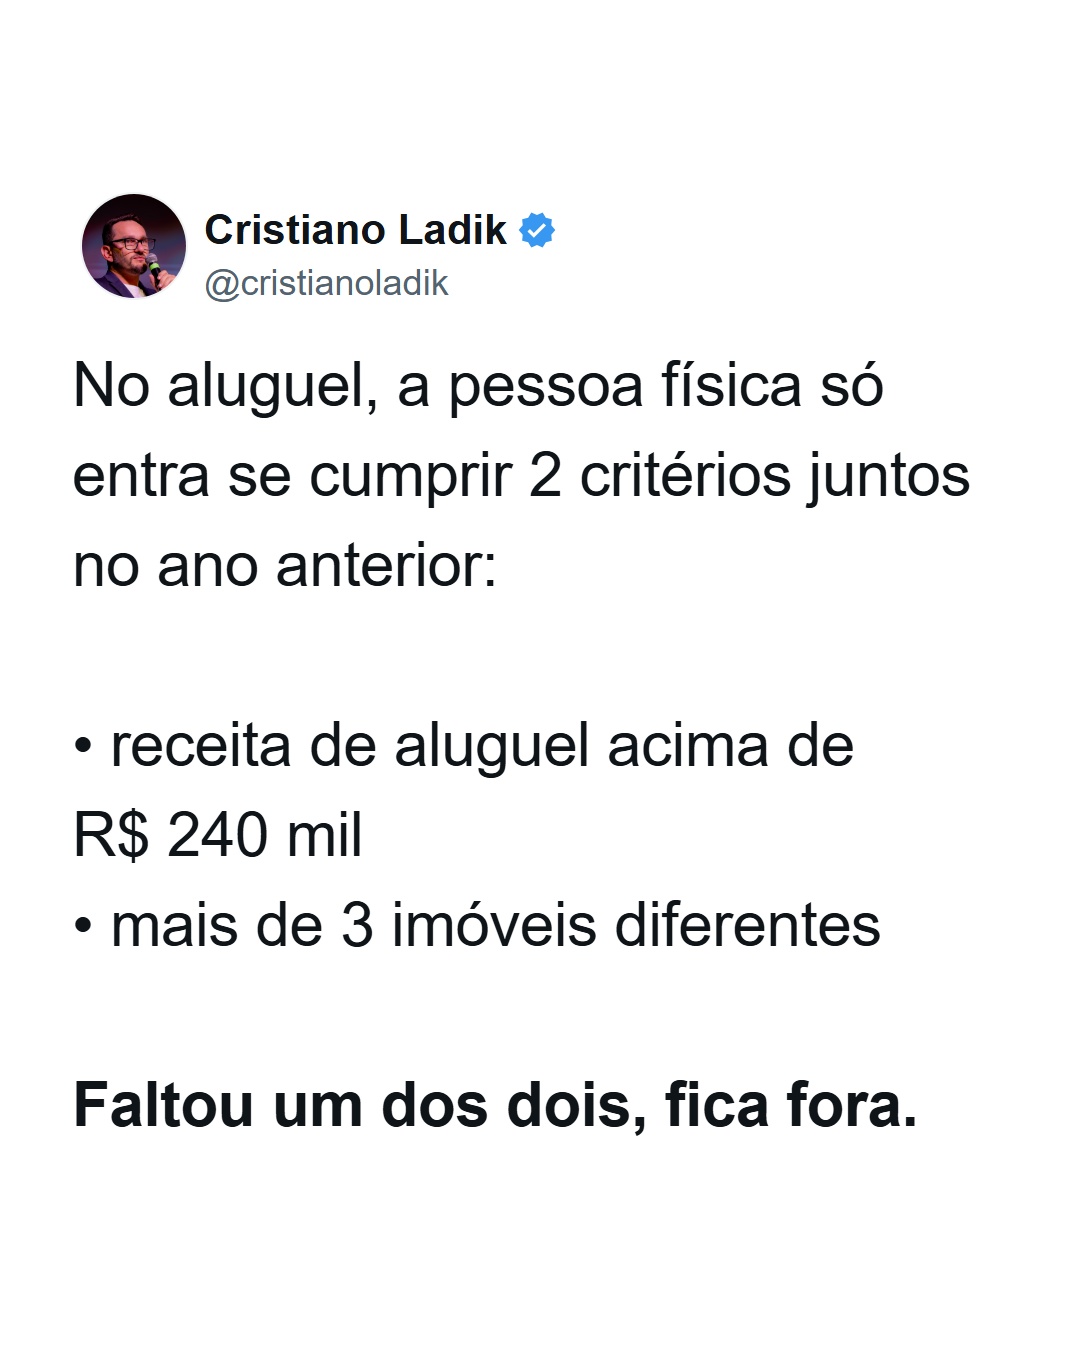 Cristiano Ladik
@cristianoladik
No aluguel, a pessoa física só
entra se cumprir 2 critérios juntos
no ano anterior:
• receita de aluguel acima de
R$ 240 mil
• mais de 3 imóveis diferentes
Faltou um dos dois, fica fora.